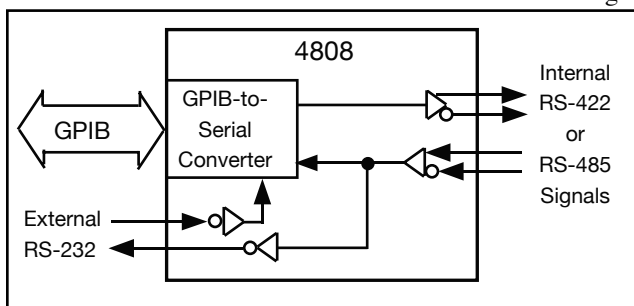 4808
GPIB
GPIB-to-
Serial
Converter
External
RS-232
Internal
RS-422
or
RS-485
Signals